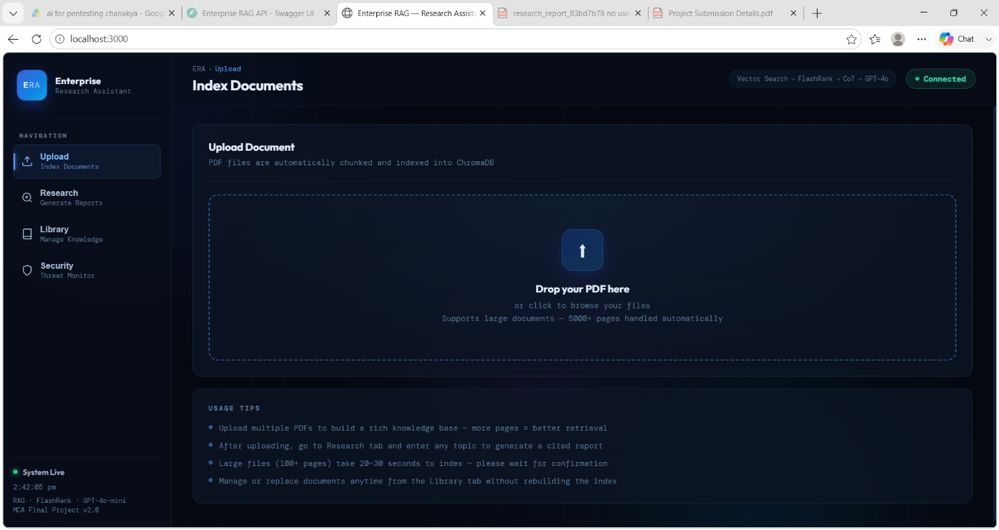 ai for pentesting chanakya - Goog
Enterprise RAG API - Swagger UI
Enterprise RAG — Research Assista
research_report_83bd7b78 no use.
Project Submission Details.pdf
localhost:3000
Chat
ERA
Enterprise
Research Assistant
NAVIGATION
Upload
Index Documents
Research
Generate Reports
Library
Manage Knowledge
Security
Threat Monitor
System Live
2:42:05 pm
RAG · FlashRank · GPT-4o-mini
MCA Final Project v2.0
ERA › Upload
Index Documents
Vector Search → FlashRank → CoT → GPT-4o
Connected
Upload Document
PDF files are automatically chunked and indexed into ChromaDB
Drop your PDF here
or click to browse your files
Supports large documents — 5000+ pages handled automatically
USAGE TIPS
Upload multiple PDFs to build a rich knowledge base — more pages = better retrieval
After uploading, go to Research tab and enter any topic to generate a cited report
Large files (100+ pages) take 20-30 seconds to index — please wait for confirmation
Manage or replace documents anytime from the Library tab without rebuilding the index